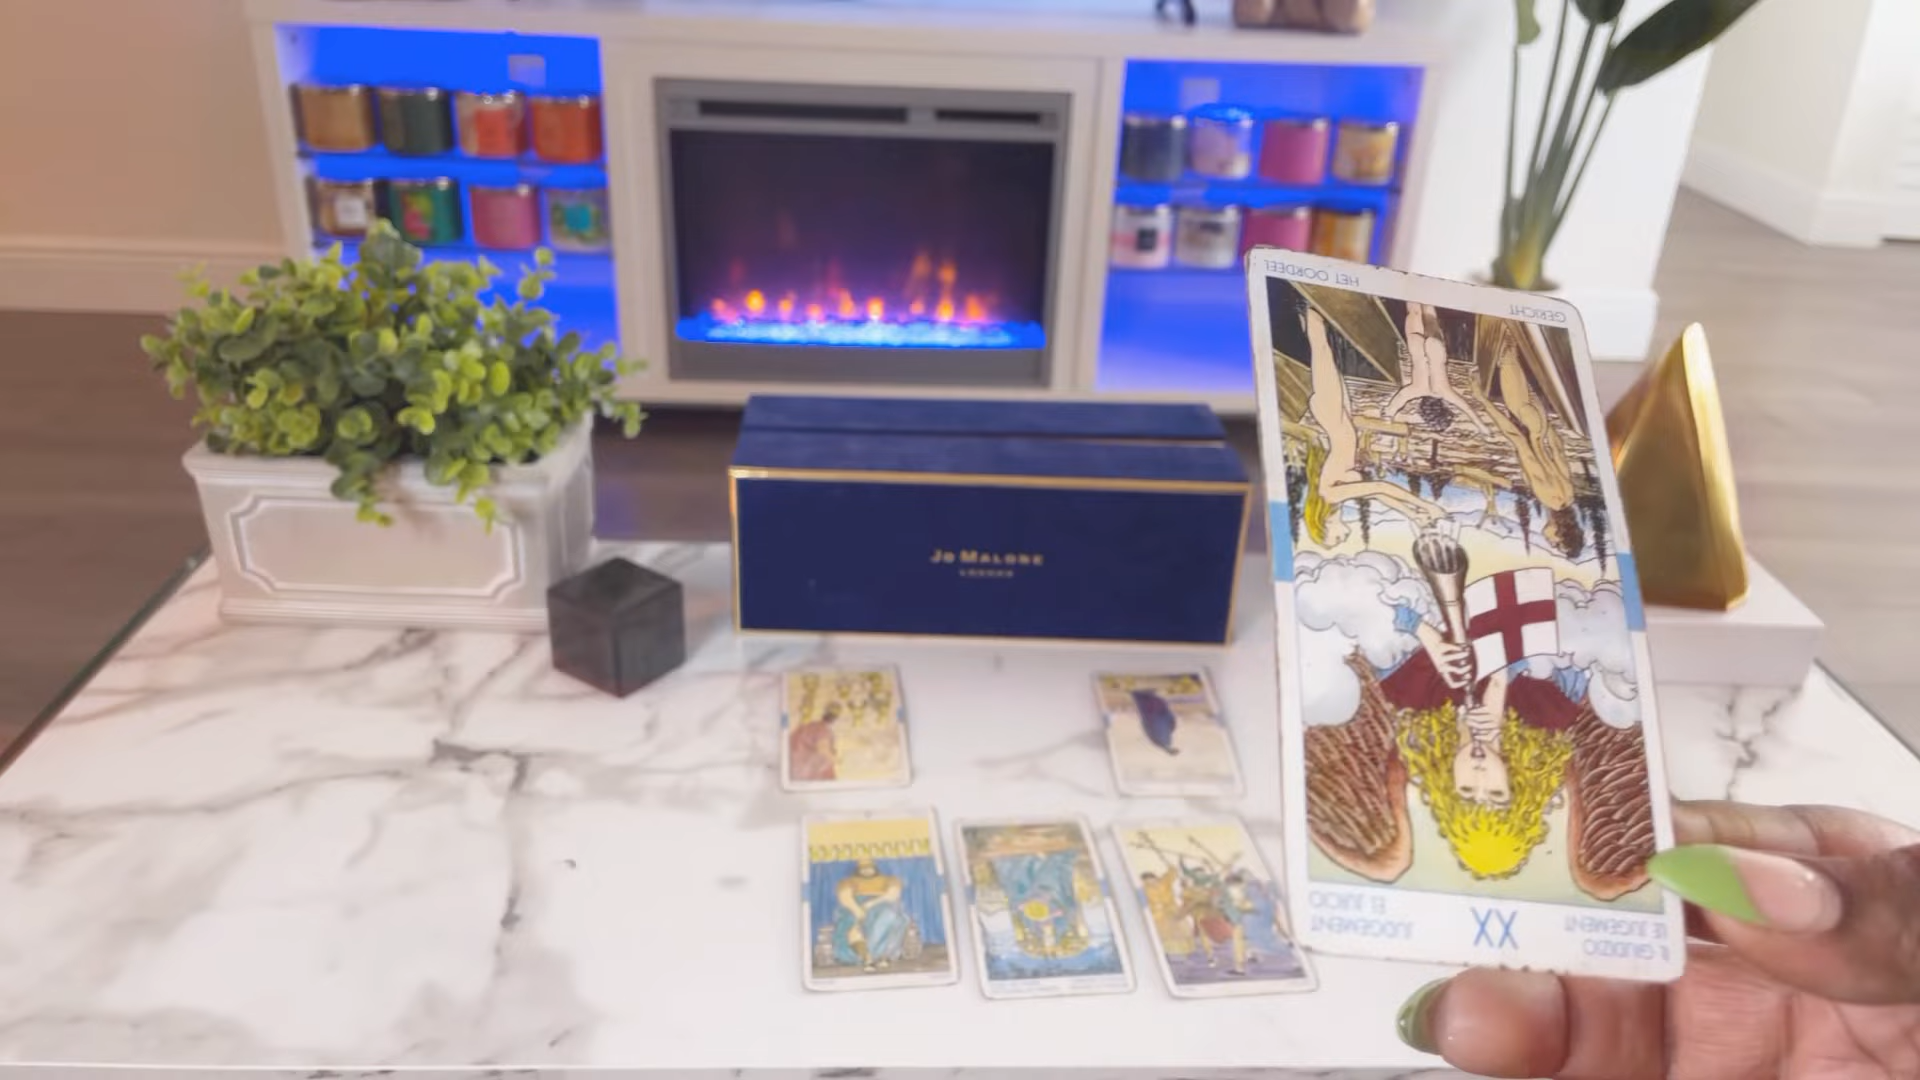 JO MALONE
LONDON
HET OORDEEL
GERICHT
JUDGEMENT
EL JUICIO
XX
IL GIUDIZIO
LE JUGEMENT